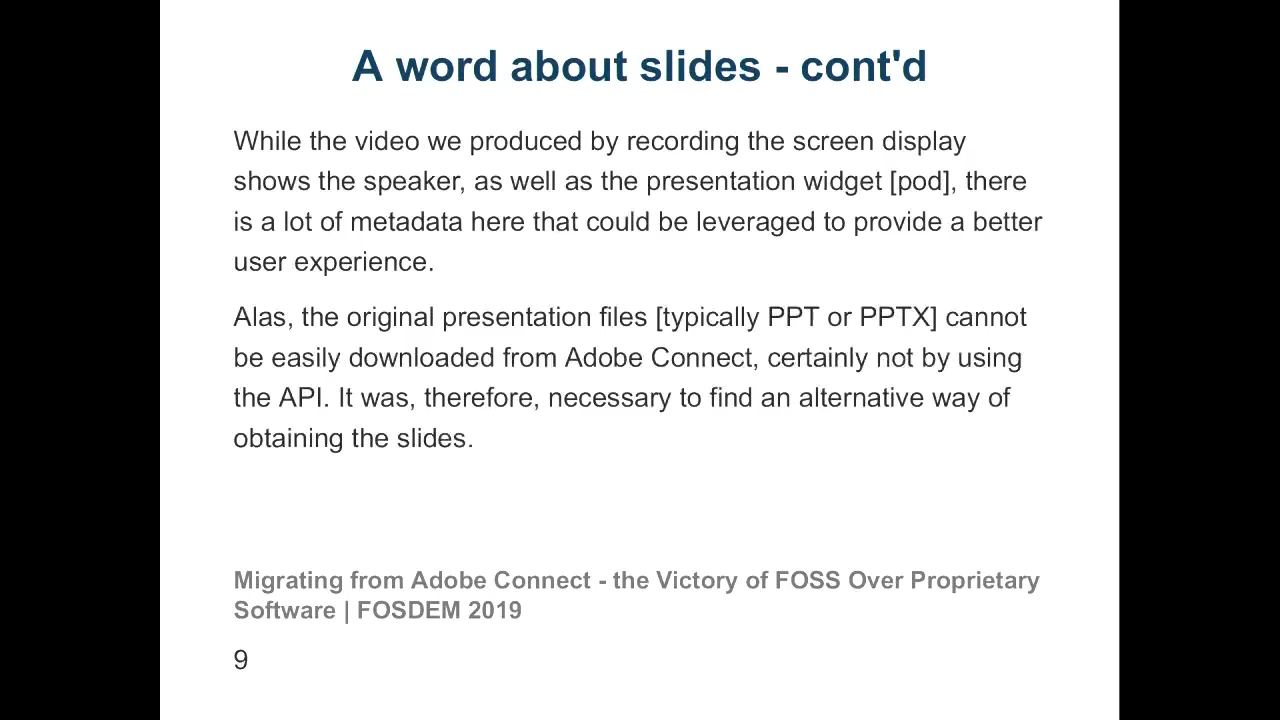 A word about slides - cont'd
While the video we produced by recording the screen display
shows the speaker, as well as the presentation widget [pod], there
is a lot of metadata here that could be leveraged to provide a better
user experience.
Alas, the original presentation files [typically PPT or PPTX] cannot
be easily downloaded from Adobe Connect, certainly not by using
the API. It was, therefore, necessary to find an alternative way of
obtaining the slides.
Migrating from Adobe Connect - the Victory of FOSS Over Proprietary
Software | FOSDEM 2019
9